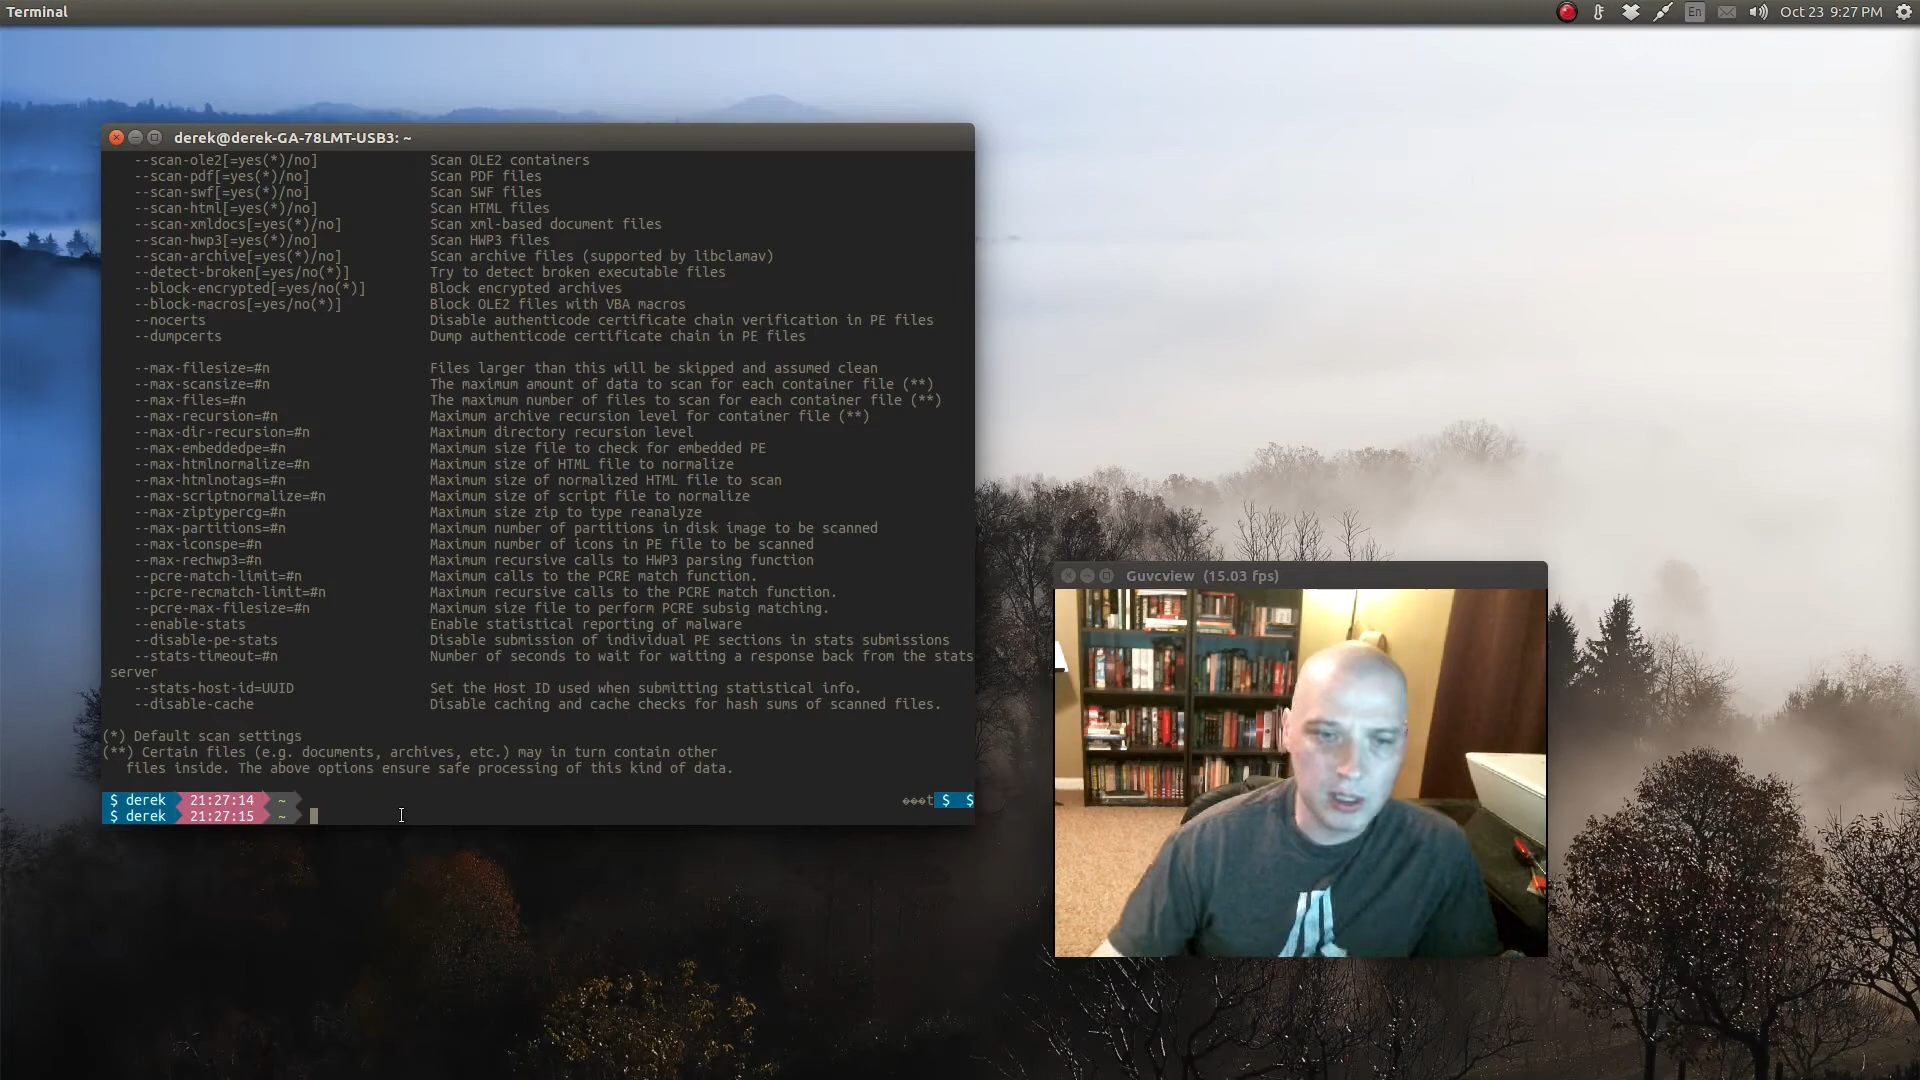 Terminal
En
Oct 23 9:27 PM
derek@derek-GA-78LMT-USB3: ~
--scan-ole2[=yes(*)/no] Scan OLE2 containers
--scan-pdf[=yes(*)/no] Scan PDF files
--scan-swf[=yes(*)/no] Scan SWF files
--scan-html[=yes(*)/no] Scan HTML files
--scan-xmldocs[=yes(*)/no] Scan xml-based document files
--scan-hwp3[=yes(*)/no] Scan HWP3 files
--scan-archive[=yes(*)/no] Scan archive files (supported by libclamav)
--detect-broken[=yes/no(*)] Try to detect broken executable files
--block-encrypted[=yes/no(*)] Block encrypted archives
--block-macros[=yes/no(*)] Block OLE2 files with VBA macros
--nocerts Disable authenticode certificate chain verification in PE files
--dumpcerts Dump authenticode certificate chain in PE files
--max-filesize=#n Files larger than this will be skipped and assumed clean
--max-scansize=#n The maximum amount of data to scan for each container file (**)
--max-files=#n The maximum number of files to scan for each container file (**)
--max-recursion=#n Maximum archive recursion level for container file (**)
--max-dir-recursion=#n Maximum directory recursion level
--max-embeddedpe=#n Maximum size file to check for embedded PE
--max-htmlnormalize=#n Maximum size of HTML file to normalize
--max-htmlnotags=#n Maximum size of normalized HTML file to scan
--max-scriptnormalize=#n Maximum size of script file to normalize
--max-ziptypercg=#n Maximum size zip to type reanalyze
--max-partitions=#n Maximum number of partitions in disk image to be scanned
--max-iconspe=#n Maximum number of icons in PE file to be scanned
--max-rechwp3=#n Maximum recursive calls to HWP3 parsing function
--pcre-match-limit=#n Maximum calls to the PCRE match function.
--pcre-recmatch-limit=#n Maximum recursive calls to the PCRE match function.
--pcre-max-filesize=#n Maximum size file to perform PCRE subsig matching.
--enable-stats Enable statistical reporting of malware
--disable-pe-stats Disable submission of individual PE sections in stats submissions
--stats-timeout=#n Number of seconds to wait for waiting a response back from the stats
server
--stats-host-id=UUID Set the Host ID used when submitting statistical info.
--disable-cache Disable caching and cache checks for hash sums of scanned files.
(*) Default scan settings
(**) Certain files (e.g. documents, archives, etc.) may in turn contain other
files inside. The above options ensure safe processing of this kind of data.
$ derek 21:27:14 ~ ���t $ $
$ derek 21:27:15 ~
Guvcview (15.03 fps)